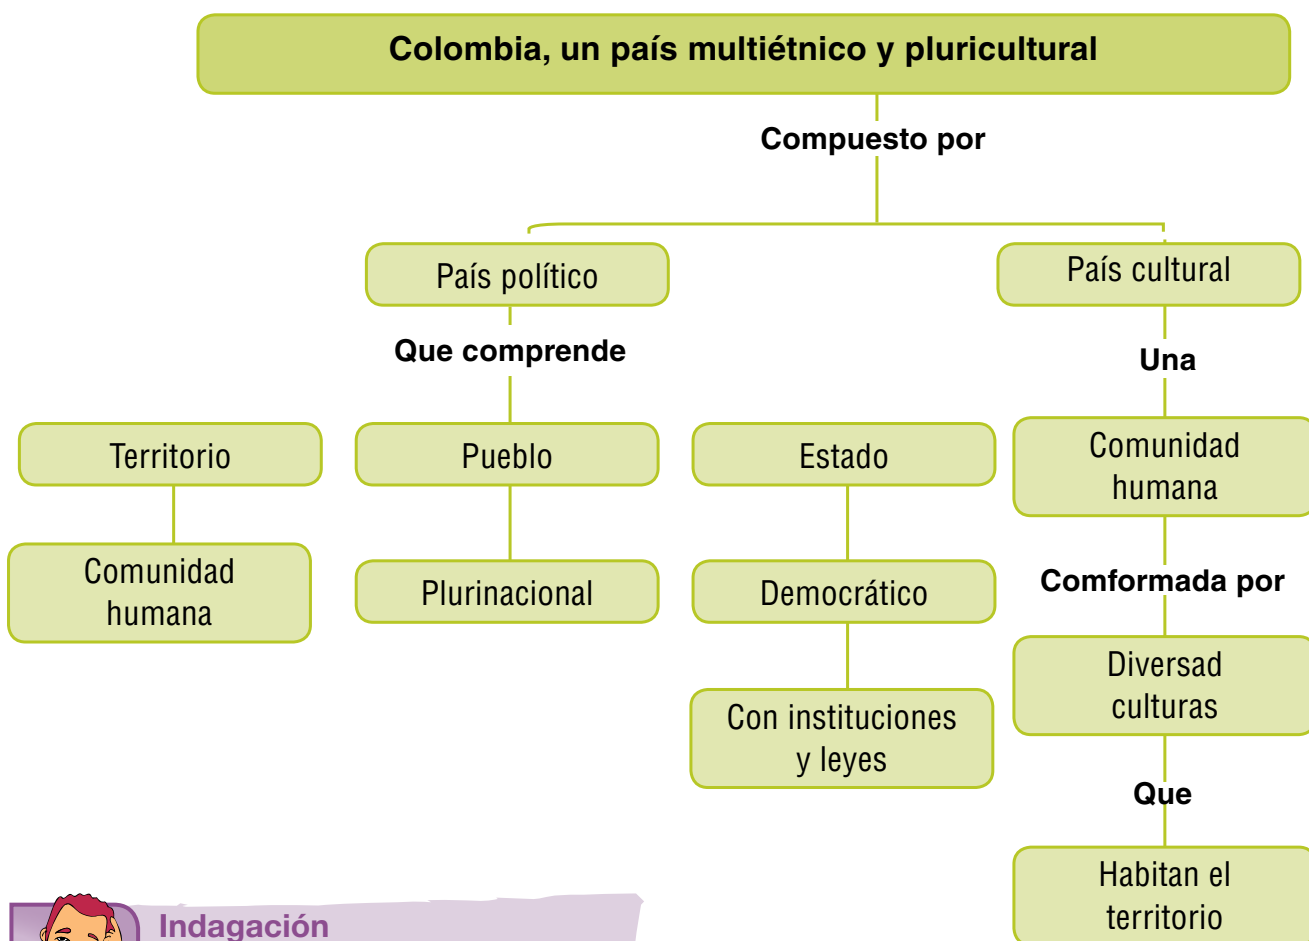 Colombia, un país multiétnico y pluricultural
Compuesto por
País político
País cultural
Que comprende
Una
Territorio
Pueblo
Estado
Comunidad
humana
Comunidad
humana
Plurinacional
Democrático
Comformada por
Diversad
culturas
Con instituciones
y leyes
Que
Habitan el
territorio
Indagación